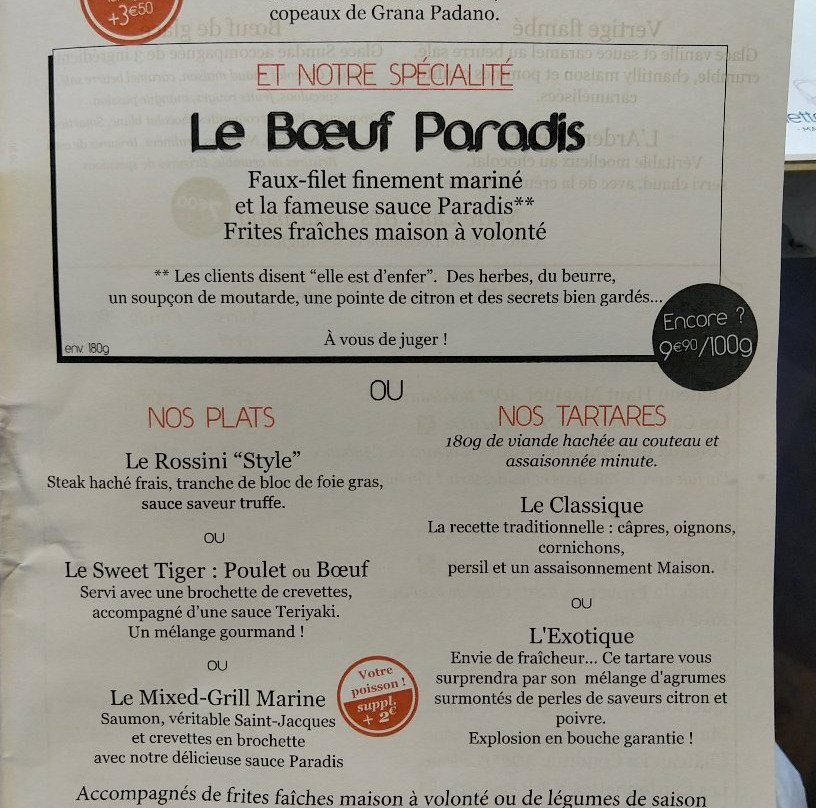 +3€50
copeaux de Grana Padano.
ET NOTRE SPÉCIALITÉ
Le Bœuf Paradis
Faux-filet finement mariné
et la fameuse sauce Paradis**
Frites fraîches maison à volonté
** Les clients disent “elle est d’enfer”. Des herbes, du beurre,
un soupçon de moutarde, une pointe de citron et des secrets bien gardés...
À vous de juger !
env 180g
Encore ?
9€90/100g
OU
NOS PLATS
Le Rossini “Style”
Steak haché frais, tranche de bloc de foie gras,
sauce saveur truffe.
OU
Le Sweet Tiger : Poulet ou Bœuf
Servi avec une brochette de crevettes,
accompagné d’une sauce Teriyaki.
Un mélange gourmand !
OU
Le Mixed-Grill Marine
Saumon, véritable Saint-Jacques
et crevettes en brochette
avec notre délicieuse sauce Paradis
Votre
poisson !
suppl.
+ 2€
NOS TARTARES
180g de viande hachée au couteau et
assaisonnée minute.
Le Classique
La recette traditionnelle : câpres, oignons,
cornichons,
persil et un assaisonnement Maison.
OU
L'Exotique
Envie de fraîcheur... Ce tartare vous
surprendra par son mélange d'agrumes
surmontés de perles de saveurs citron et
poivre.
Explosion en bouche garantie !
Accompagnés de frites faîches maison à volonté ou de légumes de saison